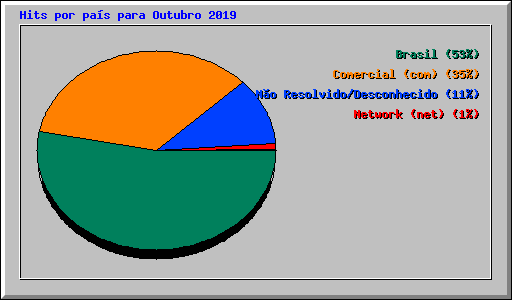 Hits por país para Outubro 2019
Brasil (53%)
Comercial (com) (35%)
Não Resolvido/Desconhecido (11%)
Network (net) (1%)